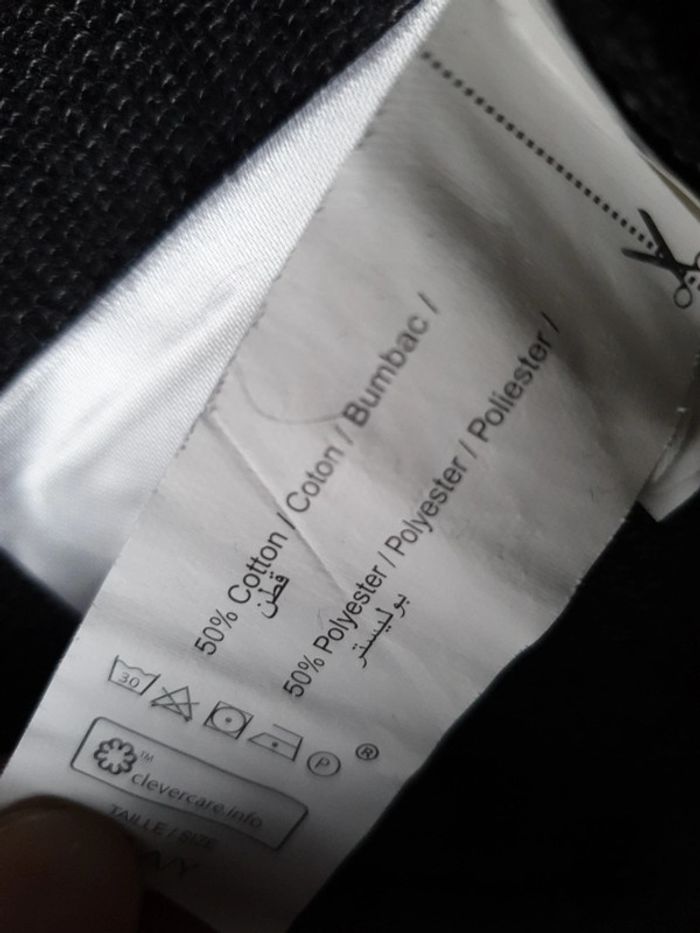 50% Cotton / Coton / Bumbac /
قطن
50% Polyester / Polyester / Poliester /
بوليستر
30
P
®
TM
clevercare.info
TAILLE / SIZE